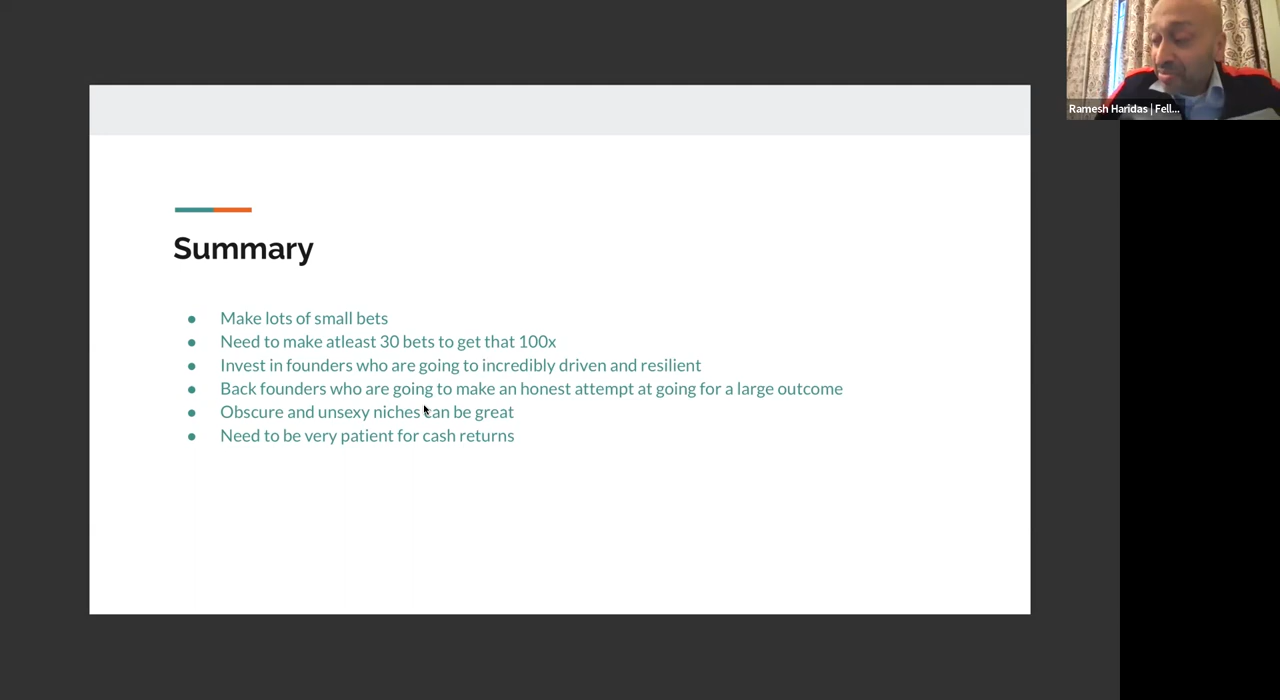 Ramesh Haridas | Fell...
Summary
● Make lots of small bets
● Need to make atleast 30 bets to get that 100x
● Invest in founders who are going to incredibly driven and resilient
● Back founders who are going to make an honest attempt at going for a large outcome
● Obscure and unsexy niches can be great
● Need to be very patient for cash returns